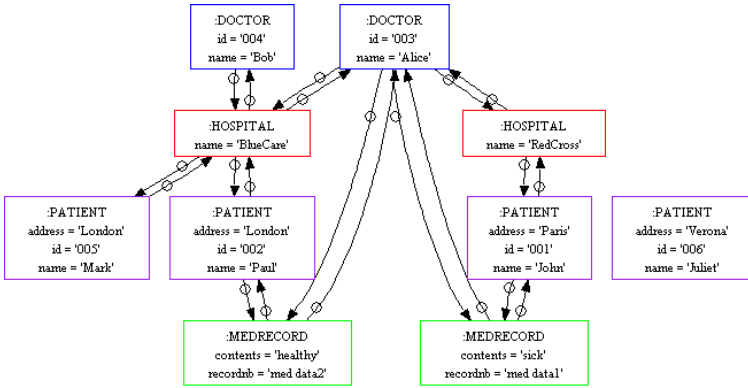 :DOCTOR
id = '004'
name = 'Bob'
:DOCTOR
id = '003'
name = 'Alice'
:HOSPITAL
name = 'BlueCare'
:HOSPITAL
name = 'RedCross'
:PATIENT
address = 'London'
id = '005'
name = 'Mark'
:PATIENT
address = 'London'
id = '002'
name = 'Paul'
:PATIENT
address = 'Paris'
id = '001'
name = 'John'
:PATIENT
address = 'Verona'
id = '006'
name = 'Juliet'
:MEDRECORD
contents = 'healthy'
recordnb = 'med data2'
:MEDRECORD
contents = 'sick'
recordnb = 'med data1'